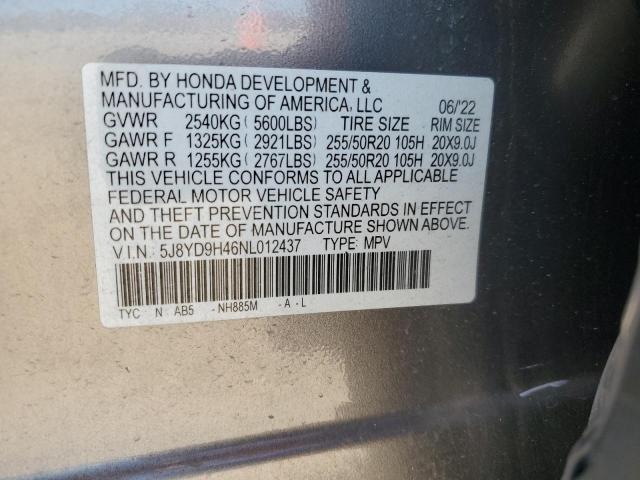 MFD. BY HONDA DEVELOPMENT &
MANUFACTURING OF AMERICA, LLC 06/'22
GVWR 2540KG (5600LBS) TIRE SIZE RIM SIZE
GAWR F 1325KG (2921LBS) 255/50R20 105H 20X9.0J
GAWR R 1255KG (2767LBS) 255/50R20 105H 20X9.0J
THIS VEHICLE CONFORMS TO ALL APPLICABLE
FEDERAL MOTOR VEHICLE SAFETY
AND THEFT PREVENTION STANDARDS IN EFFECT
ON THE DATE OF MANUFACTURE SHOWN ABOVE.
V.I.N.: 5J8YD9H46NL012437 TYPE: MPV
TYC N AB5 -NH885M -A-L